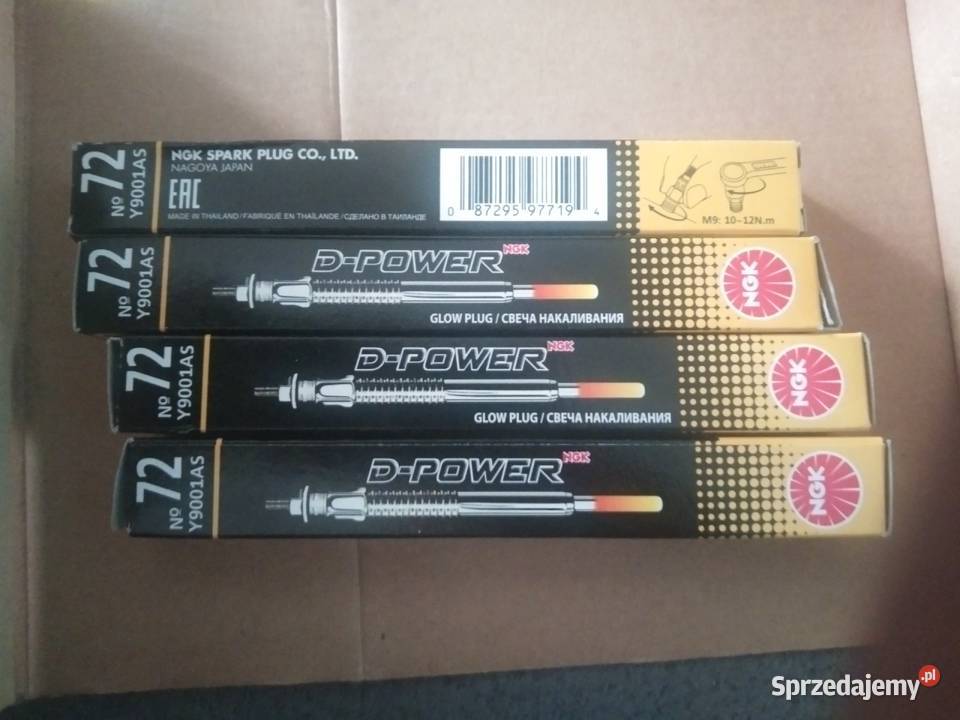 Nº 72
Y9001AS
NGK SPARK PLUG CO., LTD.
NAGOYA JAPAN
EAC
MADE IN THAILAND / FABRIQUÉ EN THAÏLANDE / СДЕЛАНО В ТАИЛАНДЕ
0 87295 97719 4
M9: 10–12N.m
Nº 72
Y9001AS
D-POWER NGK
GLOW PLUG / СВЕЧА НАКАЛИВАНИЯ
NGK
Nº 72
Y9001AS
D-POWER NGK
GLOW PLUG / СВЕЧА НАКАЛИВАНИЯ
NGK
Nº 72
Y9001AS
D-POWER NGK
NGK
Sprzedajemy.pl